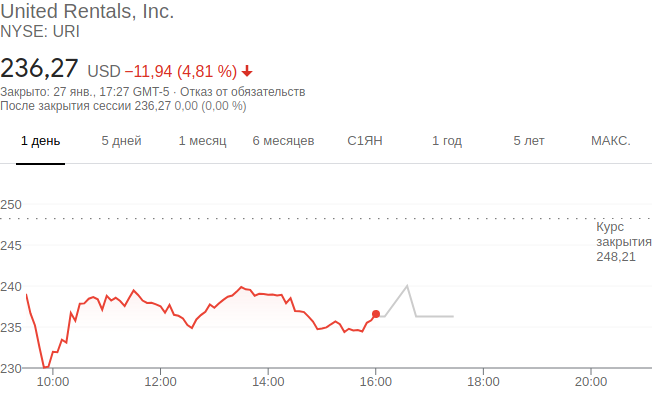 United Rentals, Inc.
NYSE: URI
236,27 USD −11,94 (4,81 %)
Закрыто: 27 янв., 17:27 GMT-5 · Отказ от обязательств
После закрытия сессии 236,27 0,00 (0,00 %)
1 день 5 дней 1 месяц 6 месяцев С1ЯН 1 год 5 лет МАКС.
250
Курс
закрытия
245
248,21
240
235
230
10:00 12:00 14:00 16:00 18:00 20:00